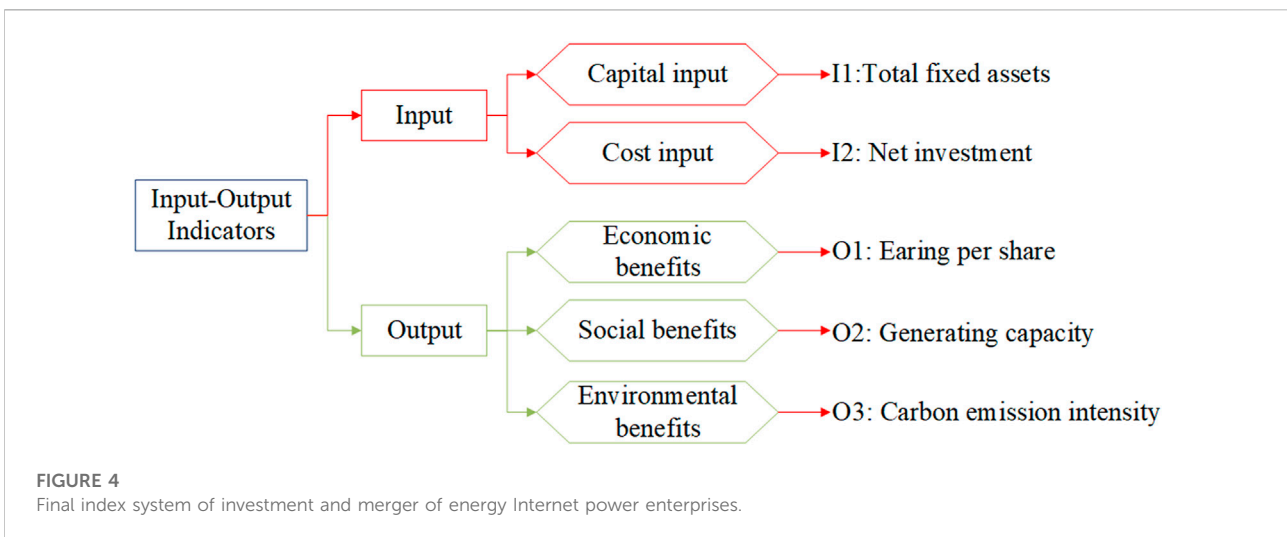 Capital input
I1:Total fixed assets
Input
Cost input
I2: Net investment
Input-Output
Indicators
Economic
benefits
O1: Earing per share
Output
Social benefits
O2: Generating capacity
Environmental
benefits
O3: Carbon emission intensity
FIGURE 4
Final index system of investment and merger of energy Internet power enterprises.